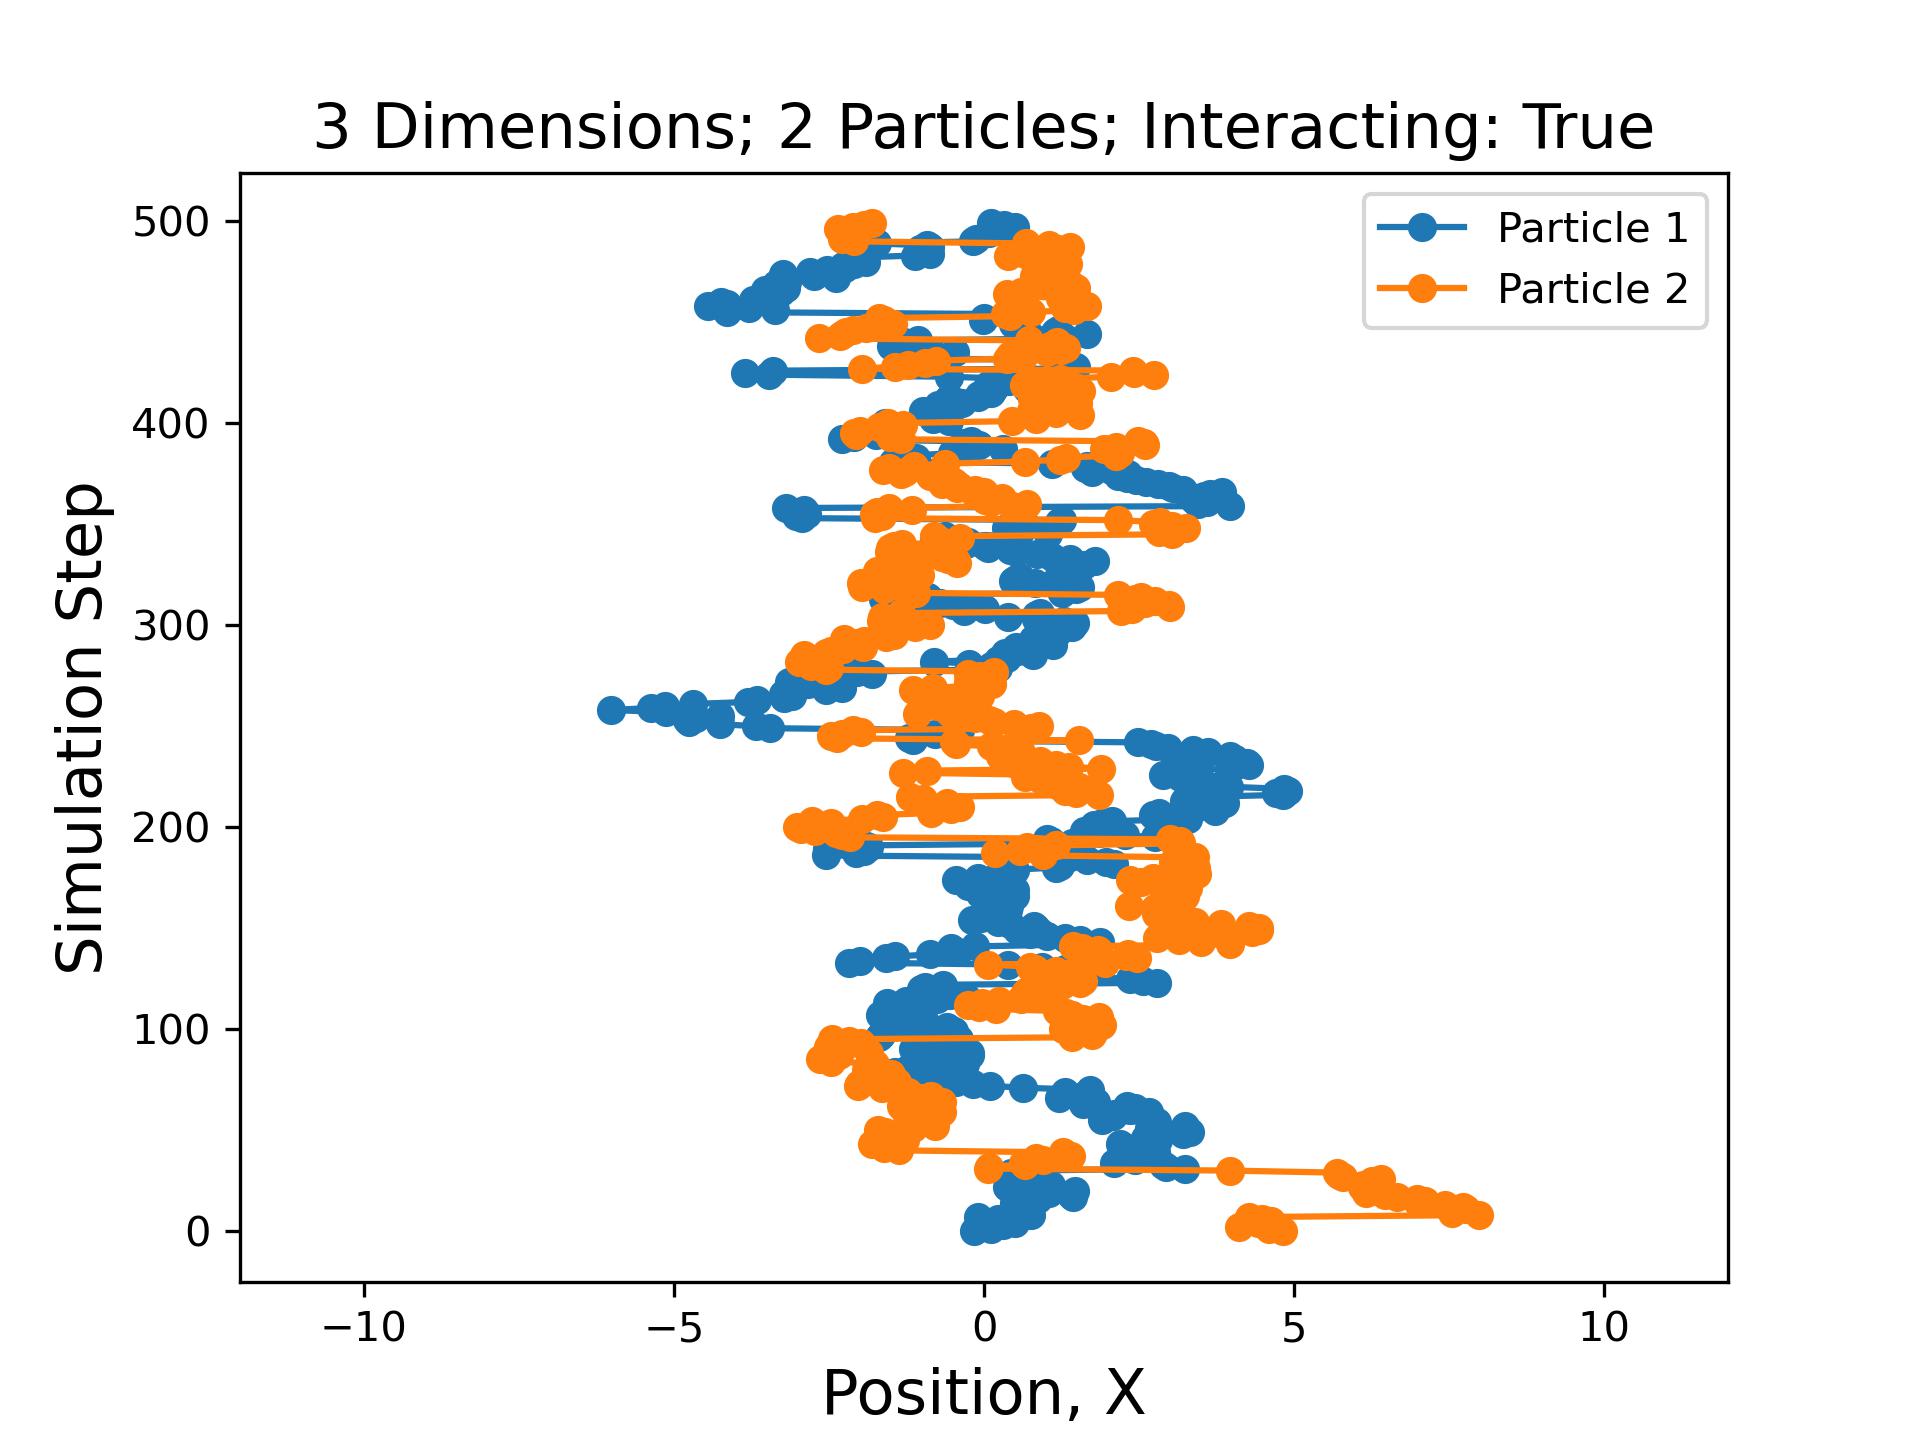 3 Dimensions; 2 Particles; Interacting: True
Particle 1
Particle 2
Simulation Step
500
400
300
200
100
0
−10
−5
0
5
10
Position, X